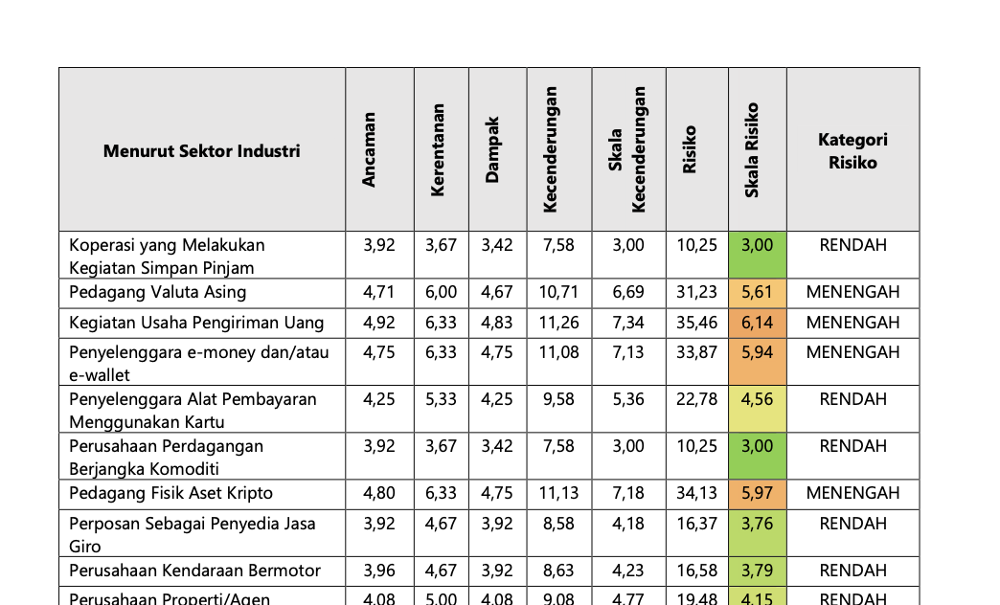 Menurut Sektor Industri
Ancaman
Kerentanan
Dampak
Kecenderungan
Skala
Kecenderungan
Risiko
Skala Risiko
Kategori
Risiko
Koperasi yang Melakukan
Kegiatan Simpan Pinjam
3,92 3,67 3,42 7,58 3,00 10,25 3,00 RENDAH
Pedagang Valuta Asing 4,71 6,00 4,67 10,71 6,69 31,23 5,61 MENENGAH
Kegiatan Usaha Pengiriman Uang 4,92 6,33 4,83 11,26 7,34 35,46 6,14 MENENGAH
Penyelenggara e-money dan/atau
e-wallet
4,75 6,33 4,75 11,08 7,13 33,87 5,94 MENENGAH
Penyelenggara Alat Pembayaran
Menggunakan Kartu
4,25 5,33 4,25 9,58 5,36 22,78 4,56 RENDAH
Perusahaan Perdagangan
Berjangka Komoditi
3,92 3,67 3,42 7,58 3,00 10,25 3,00 RENDAH
Pedagang Fisik Aset Kripto 4,80 6,33 4,75 11,13 7,18 34,13 5,97 MENENGAH
Perposan Sebagai Penyedia Jasa
Giro
3,92 4,67 3,92 8,58 4,18 16,37 3,76 RENDAH
Perusahaan Kendaraan Bermotor 3,96 4,67 3,92 8,63 4,23 16,58 3,79 RENDAH
Perusahaan Properti/Agen 4,08 5,00 4,08 9,08 4,77 19,48 4,15 RENDAH